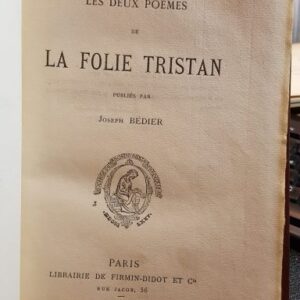 LES DEUX POÈMES
DE
LA FOLIE TRISTAN
PUBLIÉS PAR
JOSEPH BÉDIER
PARIS
LIBRAIRIE DE FIRMIN-DIDOT ET Cie
RUE JACOB, 56